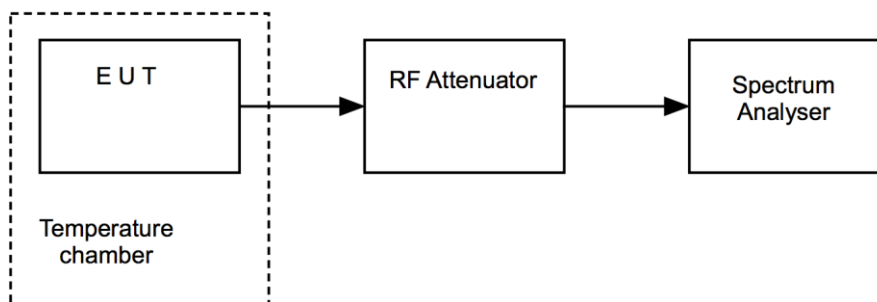 E U T
RF Attenuator
Spectrum
Analyser
Temperature
chamber